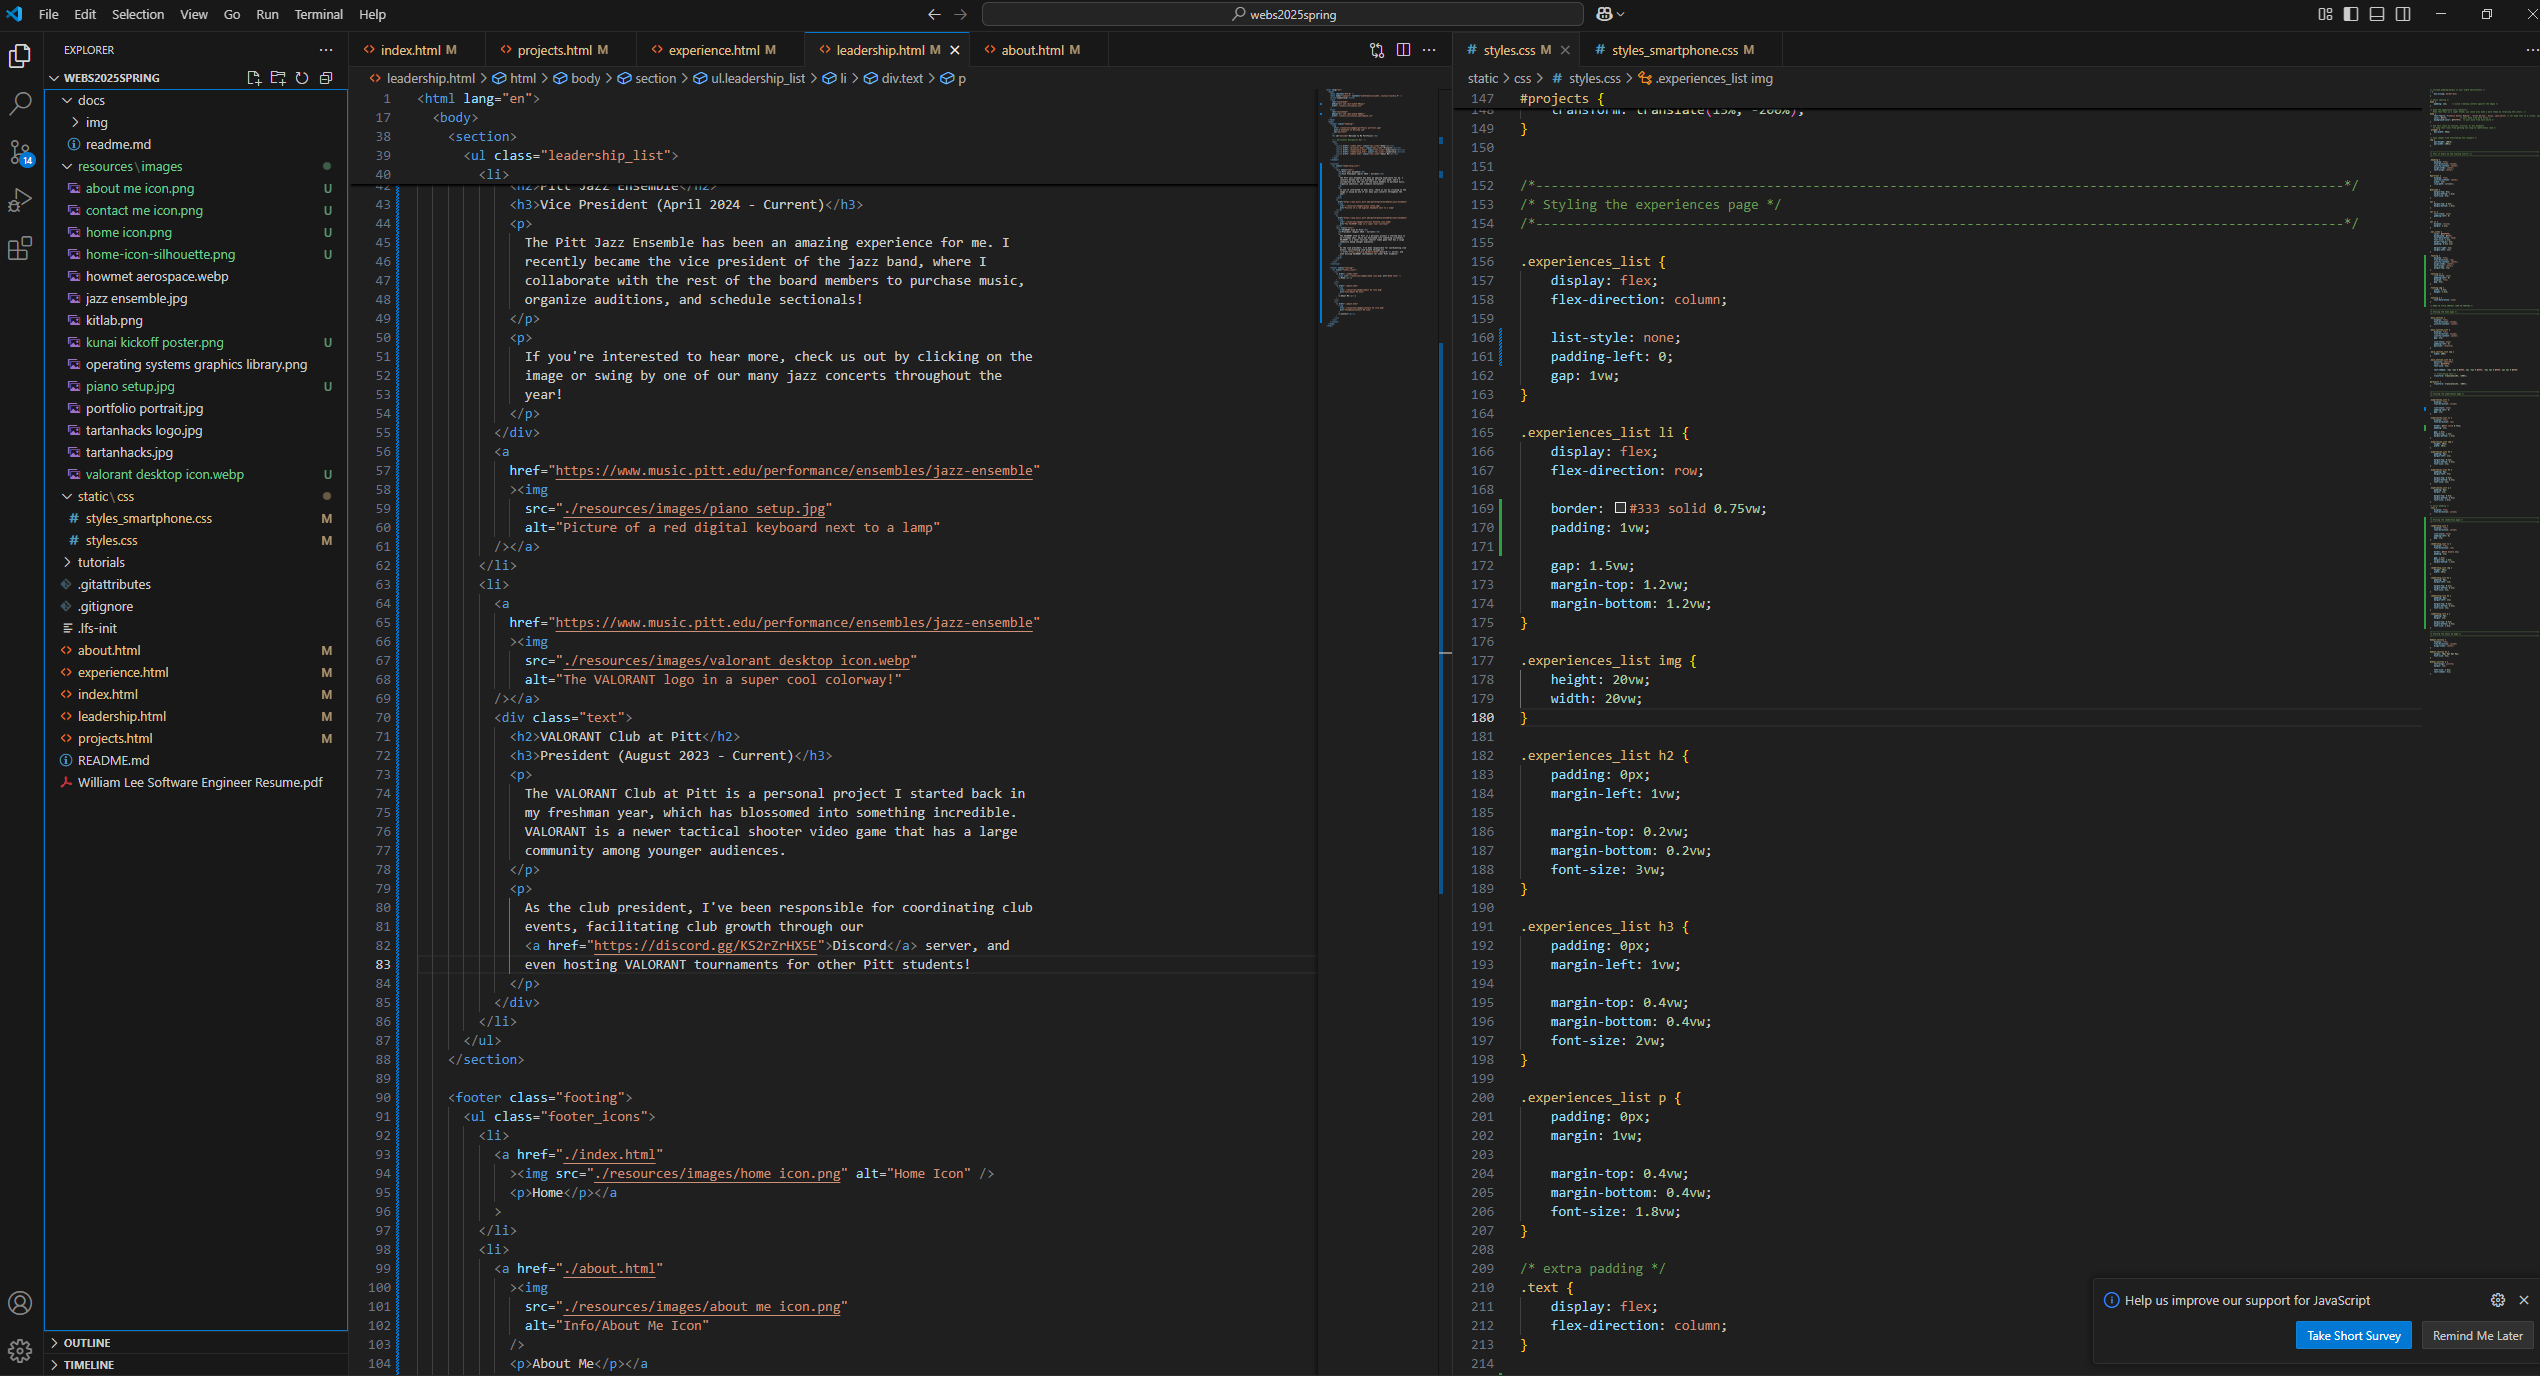 File Edit Selection View Go Run Terminal Help
webs2025spring
EXPLORER
WEBS2025SPRING
docs
img
readme.md
resources\images
about me icon.png U
contact me icon.png U
home icon.png U
home-icon-silhouette.png U
howmet aerospace.webp
jazz ensemble.jpg
kitlab.png
kunai kickoff poster.png U
operating systems graphics library.png
piano setup.jpg U
portfolio portrait.jpg
tartanhacks logo.jpg
tartanhacks.jpg
valorant desktop icon.webp U
static\css
styles_smartphone.css M
styles.css M
tutorials
.gitattributes
.gitignore
.lfs-init
about.html M
experience.html M
index.html M
leadership.html M
projects.html M
README.md
William Lee Software Engineer Resume.pdf
OUTLINE
TIMELINE
14
index.html M projects.html M experience.html M leadership.html M about.html M
leadership.html > html > body > section > ul.leadership_list > li > div.text > p
1 <html lang="en">
17 <body>
38 <section>
39 <ul class="leadership_list">
40 <li>
42 <h2>Pitt Jazz Ensemble</h2>
43 <h3>Vice President (April 2024 - Current)</h3>
44 <p>
45 The Pitt Jazz Ensemble has been an amazing experience for me. I
46 recently became the vice president of the jazz band, where I
47 collaborate with the rest of the board members to purchase music,
48 organize auditions, and schedule sectionals!
49 </p>
50 <p>
51 If you're interested to hear more, check us out by clicking on the
52 image or swing by one of our many jazz concerts throughout the
53 year!
54 </p>
55 </div>
56 <a
57 href="https://www.music.pitt.edu/performance/ensembles/jazz-ensemble"
58 ><img
59 src="./resources/images/piano setup.jpg"
60 alt="Picture of a red digital keyboard next to a lamp"
61 /></a>
62 </li>
63 <li>
64 <a
65 href="https://www.music.pitt.edu/performance/ensembles/jazz-ensemble"
66 ><img
67 src="./resources/images/valorant desktop icon.webp"
68 alt="The VALORANT logo in a super cool colorway!"
69 /></a>
70 <div class="text">
71 <h2>VALORANT Club at Pitt</h2>
72 <h3>President (August 2023 - Current)</h3>
73 <p>
74 The VALORANT Club at Pitt is a personal project I started back in
75 my freshman year, which has blossomed into something incredible.
76 VALORANT is a newer tactical shooter video game that has a large
77 community among younger audiences.
78 </p>
79 <p>
80 As the club president, I've been responsible for coordinating club
81 events, facilitating club growth through our
82 <a href="https://discord.gg/KS2rZrHX5E">Discord</a> server, and
83 even hosting VALORANT tournaments for other Pitt students!
84 </p>
85 </div>
86 </li>
87 </ul>
88 </section>
89
90 <footer class="footing">
91 <ul class="footer_icons">
92 <li>
93 <a href="./index.html"
94 ><img src="./resources/images/home icon.png" alt="Home Icon" />
95 <p>Home</p></a
96 >
97 </li>
98 <li>
99 <a href="./about.html"
100 ><img
101 src="./resources/images/about me icon.png"
102 alt="Info/About Me Icon"
103 />
104 <p>About Me</p></a
styles.css M styles_smartphone.css M
static > css > styles.css > .experiences_list img
147 #projects {
148 transform: translate(15%, -200%);
149 }
150
151
152 /*---------------------------------------------------------------------------------------------------------*/
153 /* Styling the experiences page */
154 /*---------------------------------------------------------------------------------------------------------*/
155
156 .experiences_list {
157 display: flex;
158 flex-direction: column;
159
160 list-style: none;
161 padding-left: 0;
162 gap: 1vw;
163 }
164
165 .experiences_list li {
166 display: flex;
167 flex-direction: row;
168
169 border: #333 solid 0.75vw;
170 padding: 1vw;
171
172 gap: 1.5vw;
173 margin-top: 1.2vw;
174 margin-bottom: 1.2vw;
175 }
176
177 .experiences_list img {
178 height: 20vw;
179 width: 20vw;
180 }
181
182 .experiences_list h2 {
183 padding: 0px;
184 margin-left: 1vw;
185
186 margin-top: 0.2vw;
187 margin-bottom: 0.2vw;
188 font-size: 3vw;
189 }
190
191 .experiences_list h3 {
192 padding: 0px;
193 margin-left: 1vw;
194
195 margin-top: 0.4vw;
196 margin-bottom: 0.4vw;
197 font-size: 2vw;
198 }
199
200 .experiences_list p {
201 padding: 0px;
202 margin: 1vw;
203
204 margin-top: 0.4vw;
205 margin-bottom: 0.4vw;
206 font-size: 1.8vw;
207 }
208
209 /* extra padding */
210 .text {
211 display: flex;
212 flex-direction: column;
213 }
214
Help us improve our support for JavaScript
Take Short Survey Remind Me Later